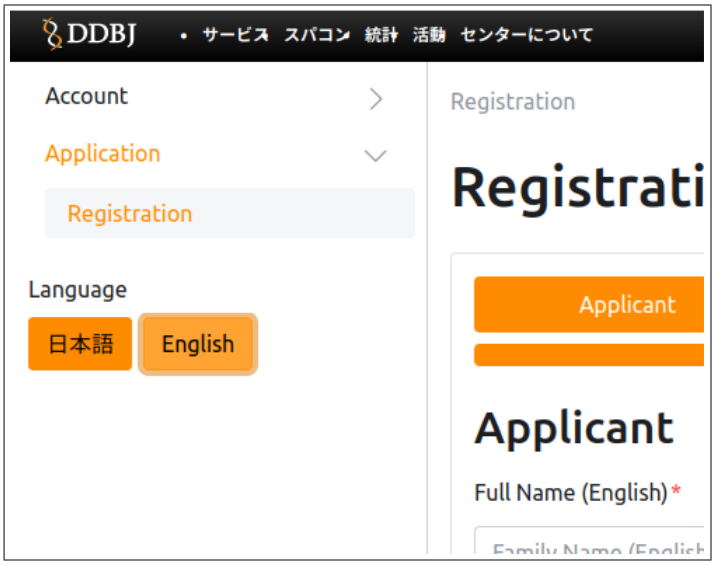 DDBJ • サービス スパコン 統計 活動 センターについて
Account
Application
Registration
Language
日本語 English
Registration
Registrati
Applicant
Applicant
Full Name (English)*
Family Name (English